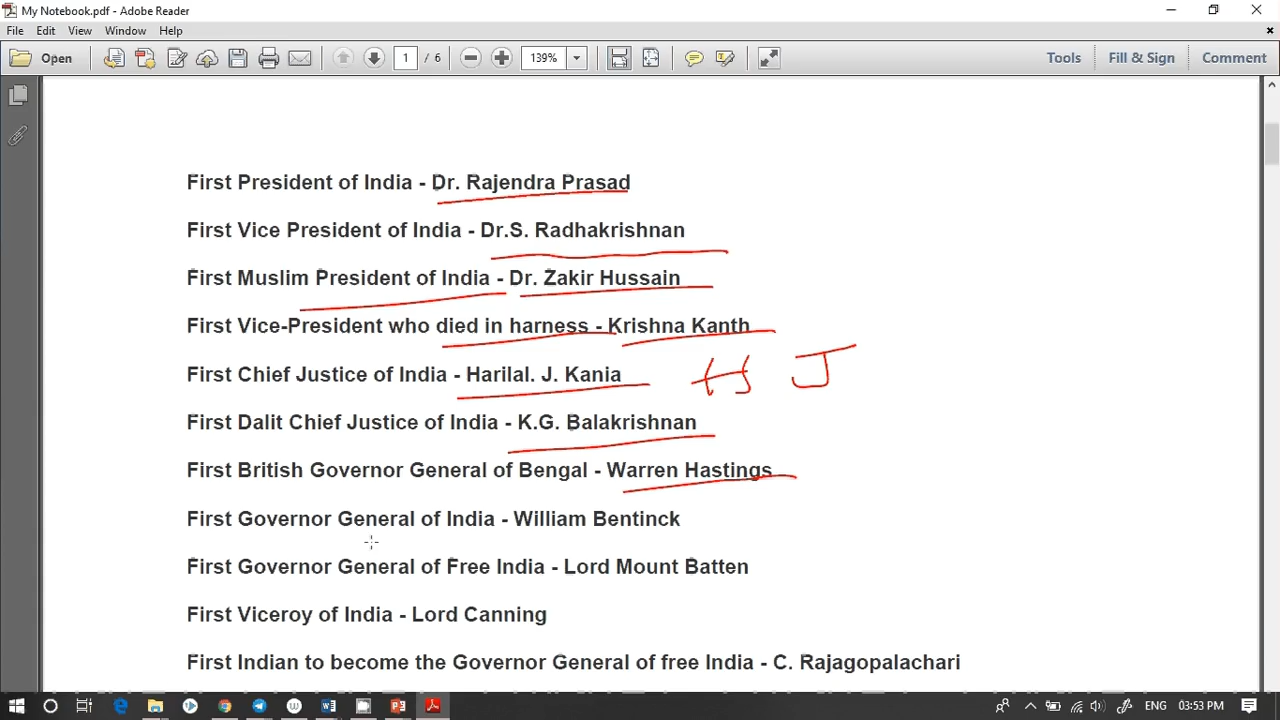 My Notebook.pdf - Adobe Reader
File Edit View Window Help
Open 1 / 6 139% Tools Fill & Sign Comment
First President of India - Dr. Rajendra Prasad
First Vice President of India - Dr.S. Radhakrishnan
First Muslim President of India - Dr. Zakir Hussain
First Vice-President who died in harness - Krishna Kanth
First Chief Justice of India - Harilal. J. Kania
First Dalit Chief Justice of India - K.G. Balakrishnan
First British Governor General of Bengal - Warren Hastings
First Governor General of India - William Bentinck
First Governor General of Free India - Lord Mount Batten
First Viceroy of India - Lord Canning
First Indian to become the Governor General of free India - C. Rajagopalachari
ENG 03:53 PM